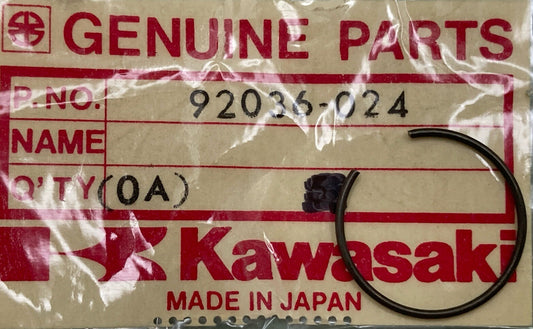 GENUINE PARTS
P.NO. 92036-024
NAME
Q'TY (0A)
Kawasaki
MADE IN JAPAN